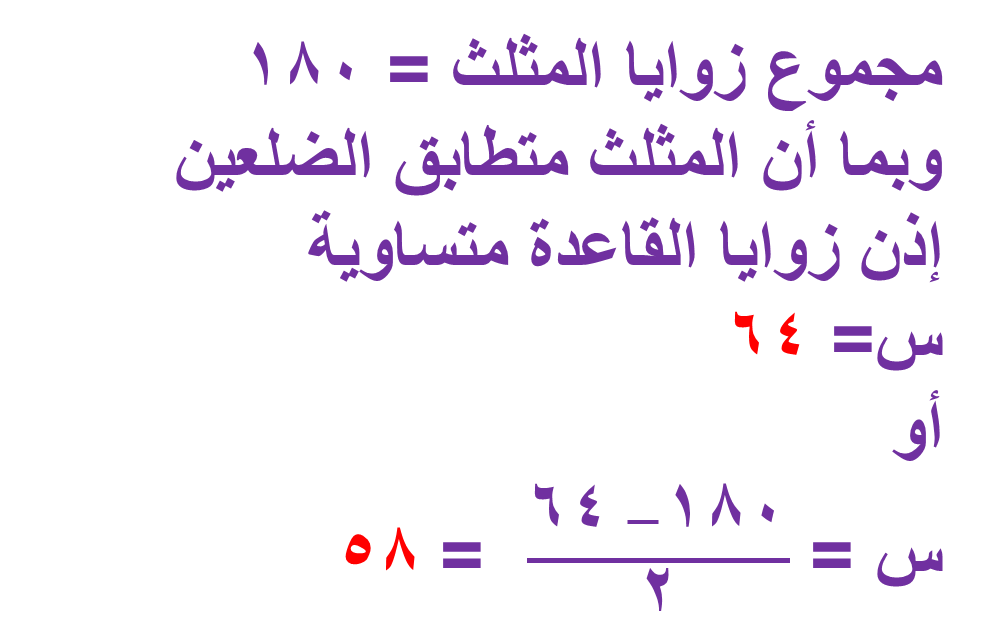 مجموع زوايا المثلث = ١٨٠
وبما أن المثلث متطابق الضلعين
إذن زوايا القاعدة متساوية
س= ٦٤
أو
١٨٠ – ٦٤
س = = ٥٨
٢